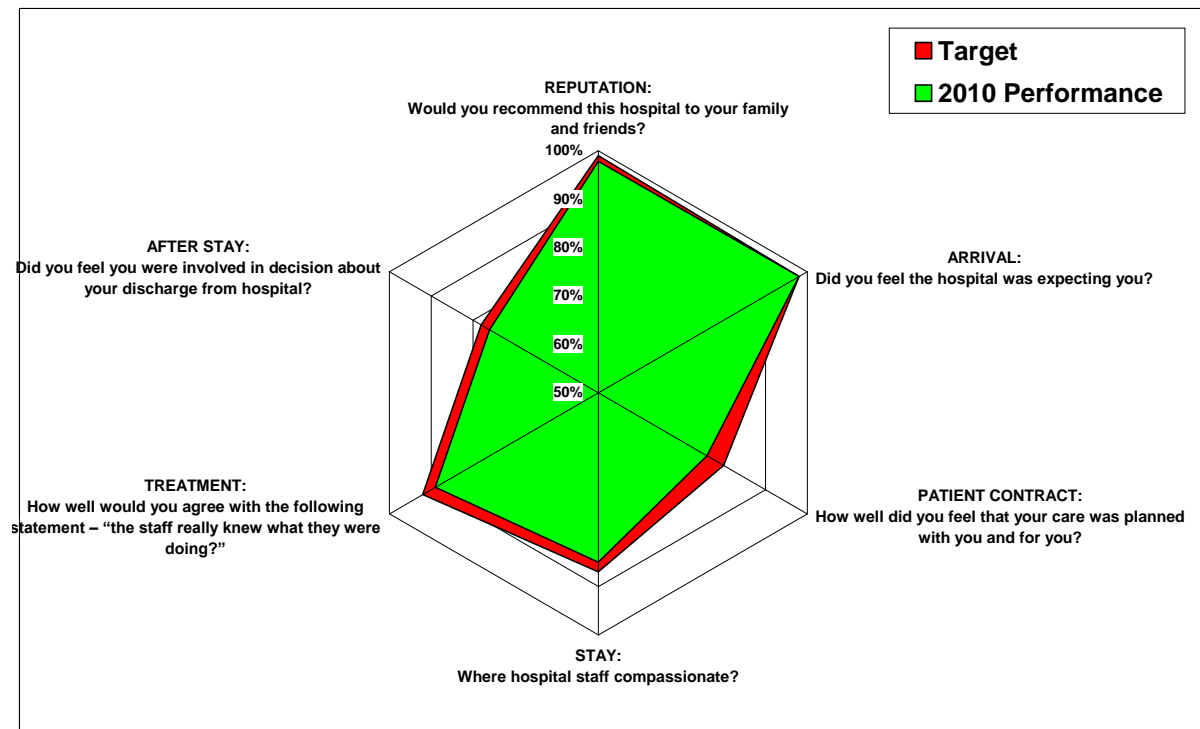 Target
2010 Performance
REPUTATION:
Would you recommend this hospital to your family
and friends?
100%
90%
80%
70%
60%
50%
ARRIVAL:
Did you feel the hospital was expecting you?
PATIENT CONTRACT:
How well did you feel that your care was planned
with you and for you?
STAY:
Where hospital staff compassionate?
TREATMENT:
How well would you agree with the following
statement – “the staff really knew what they were
doing?”
AFTER STAY:
Did you feel you were involved in decision about
your discharge from hospital?